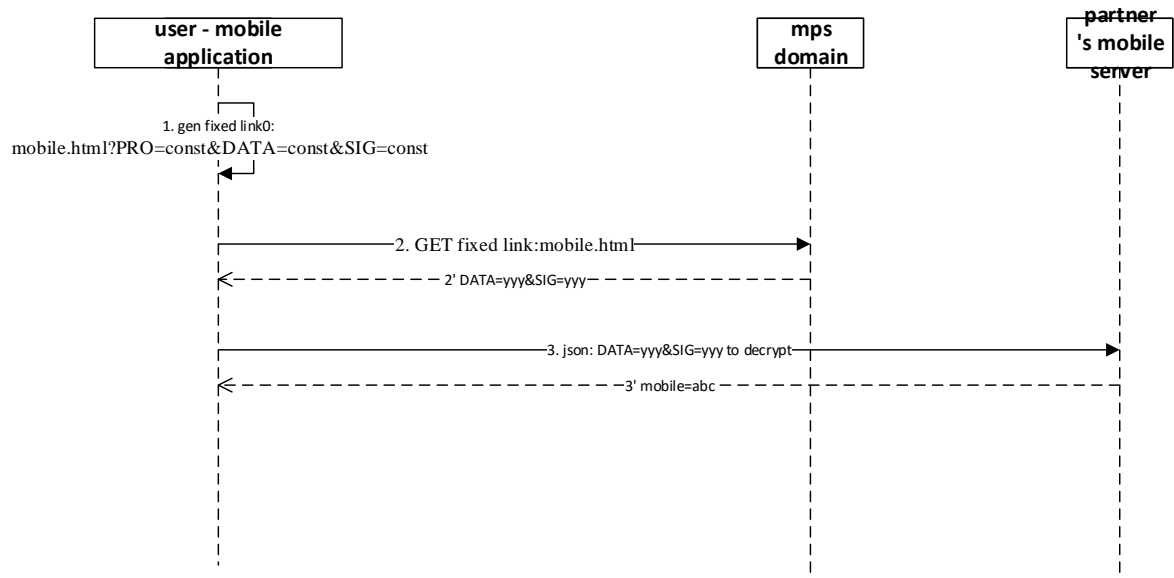 user - mobile
application
mps
domain
partner
's mobile
server
1. gen fixed link0:
mobile.html?PRO=const&DATA=const&SIG=const
2. GET fixed link:mobile.html
2' DATA=yyy&SIG=yyy
3. json: DATA=yyy&SIG=yyy to decrypt
3' mobile=abc